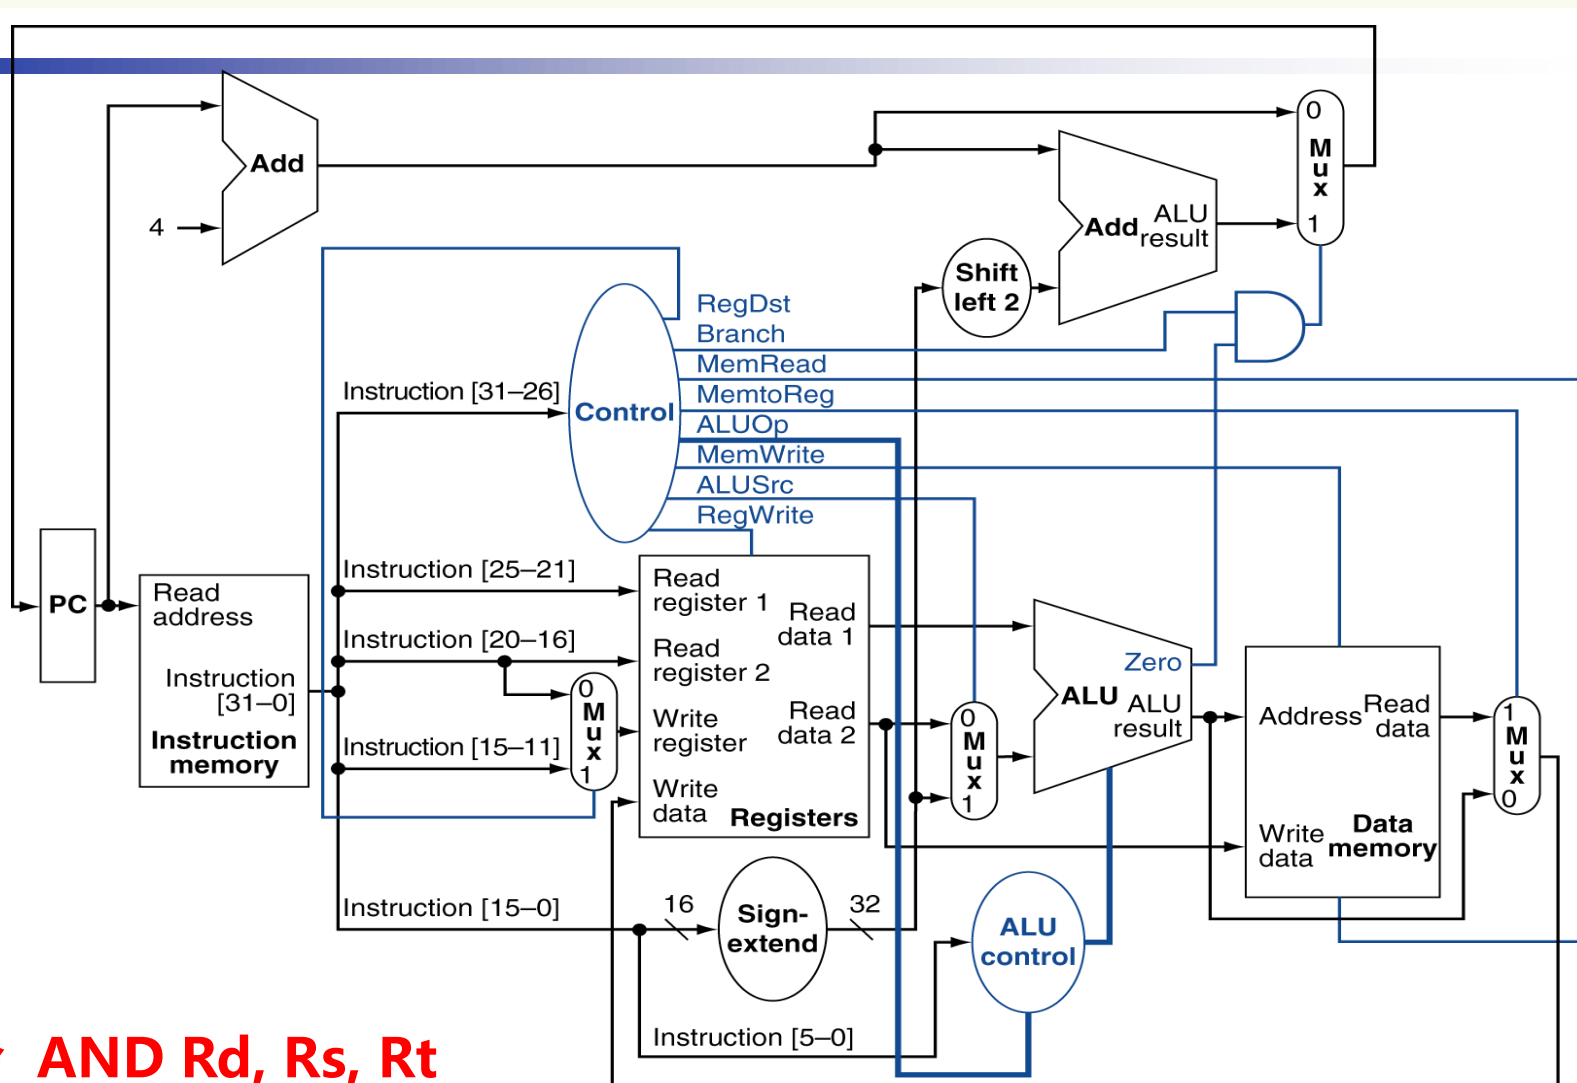 0
Mux
1
Add
4
Add
ALU
result
Shift
left 2
RegDst
Branch
MemRead
MemtoReg
ALUOp
MemWrite
ALUSrc
RegWrite
Control
Instruction [31–26]
Instruction [25–21]
Instruction [20–16]
Instruction [15–11]
Instruction [15–0]
Instruction [5–0]
PC
Read
address
Instruction
[31–0]
Instruction
memory
0
Mux
1
Read
register 1
Read
register 2
Write
register
Write
data
Read
data 1
Read
data 2
Registers
0
Mux
1
Zero
ALU
ALU
result
Address
Read
data
Write
data
Data
memory
1
Mux
0
16
Sign-
extend
32
ALU
control
AND Rd, Rs, Rt